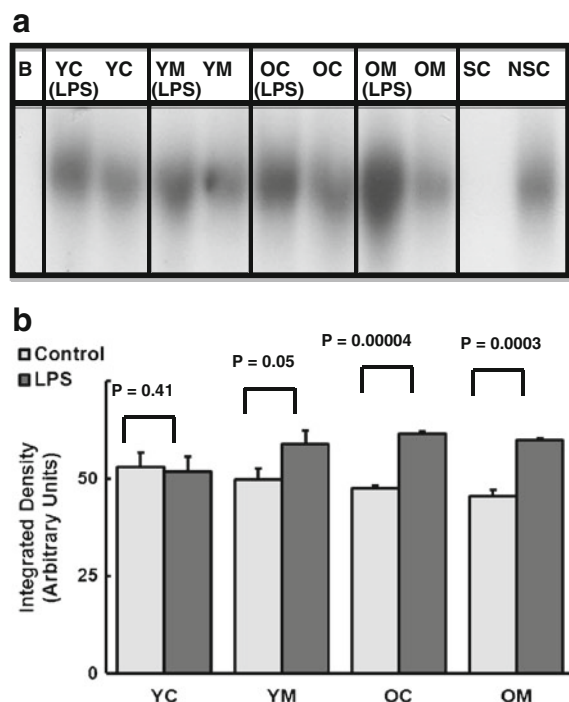 a
B YC YC YM YM OC OC OM OM SC NSC
(LPS) (LPS) (LPS) (LPS)
b
Control
LPS
P = 0.41
P = 0.05
P = 0.00004
P = 0.0003
Integrated Density
(Arbitrary Units)
50
25
0
YC YM OC OM